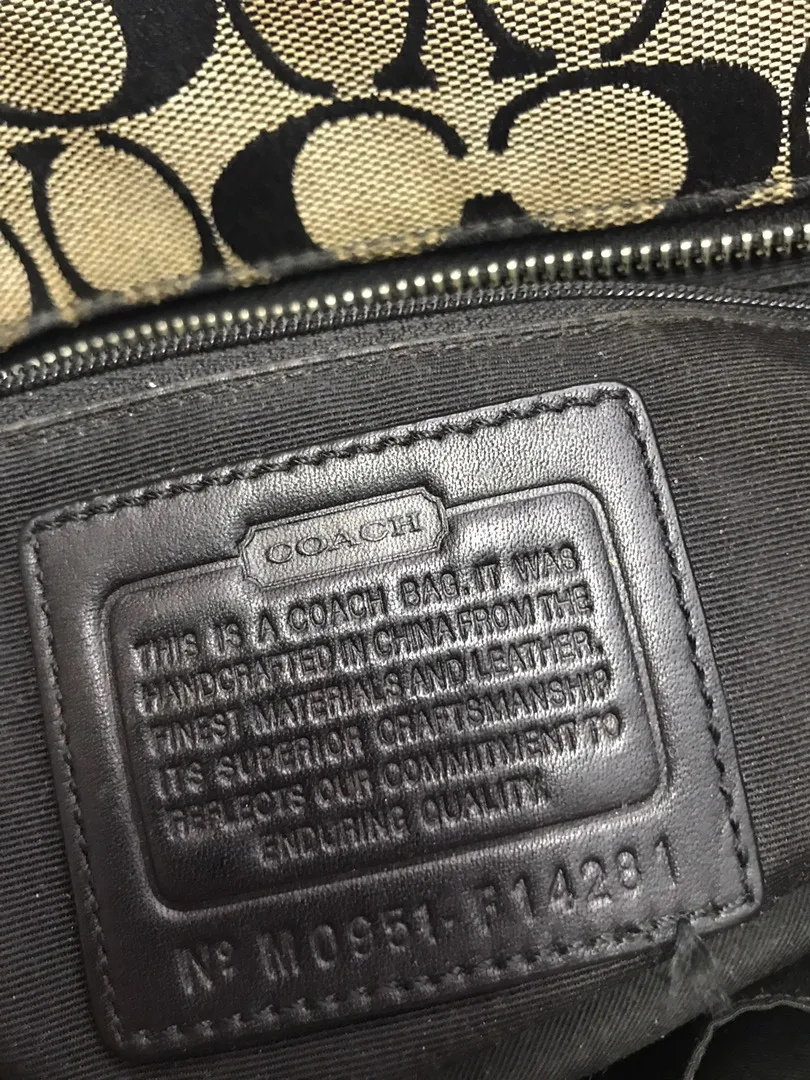 COACH
THIS IS A COACH BAG. IT WAS
HANDCRAFTED IN CHINA FROM THE
FINEST MATERIALS AND LEATHER.
ITS SUPERIOR CRAFTSMANSHIP
REFLECTS OUR COMMITMENT TO
ENDURING QUALITY.
Nº M0951-F14281